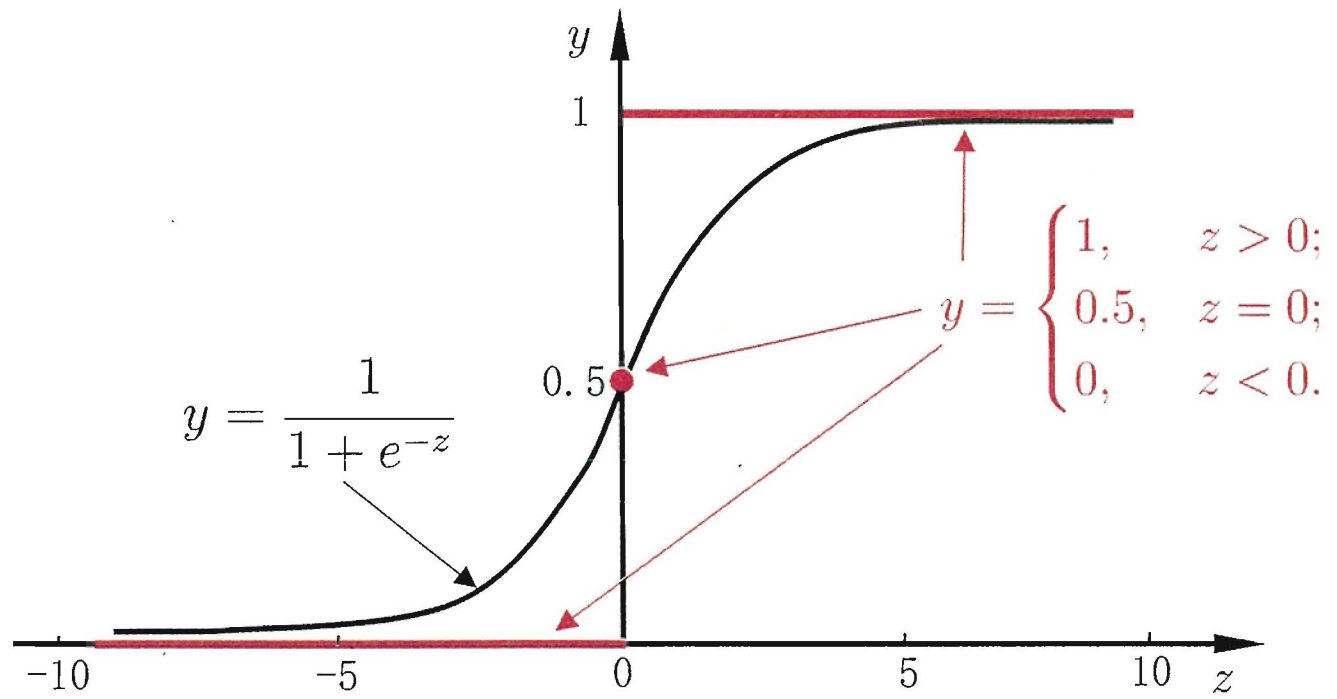 y
1
y = { 1, z > 0;
0.5, z = 0;
0, z < 0.
0. 5
y = 1 / (1 + e^{-z})
-10 -5 0 5 10 z